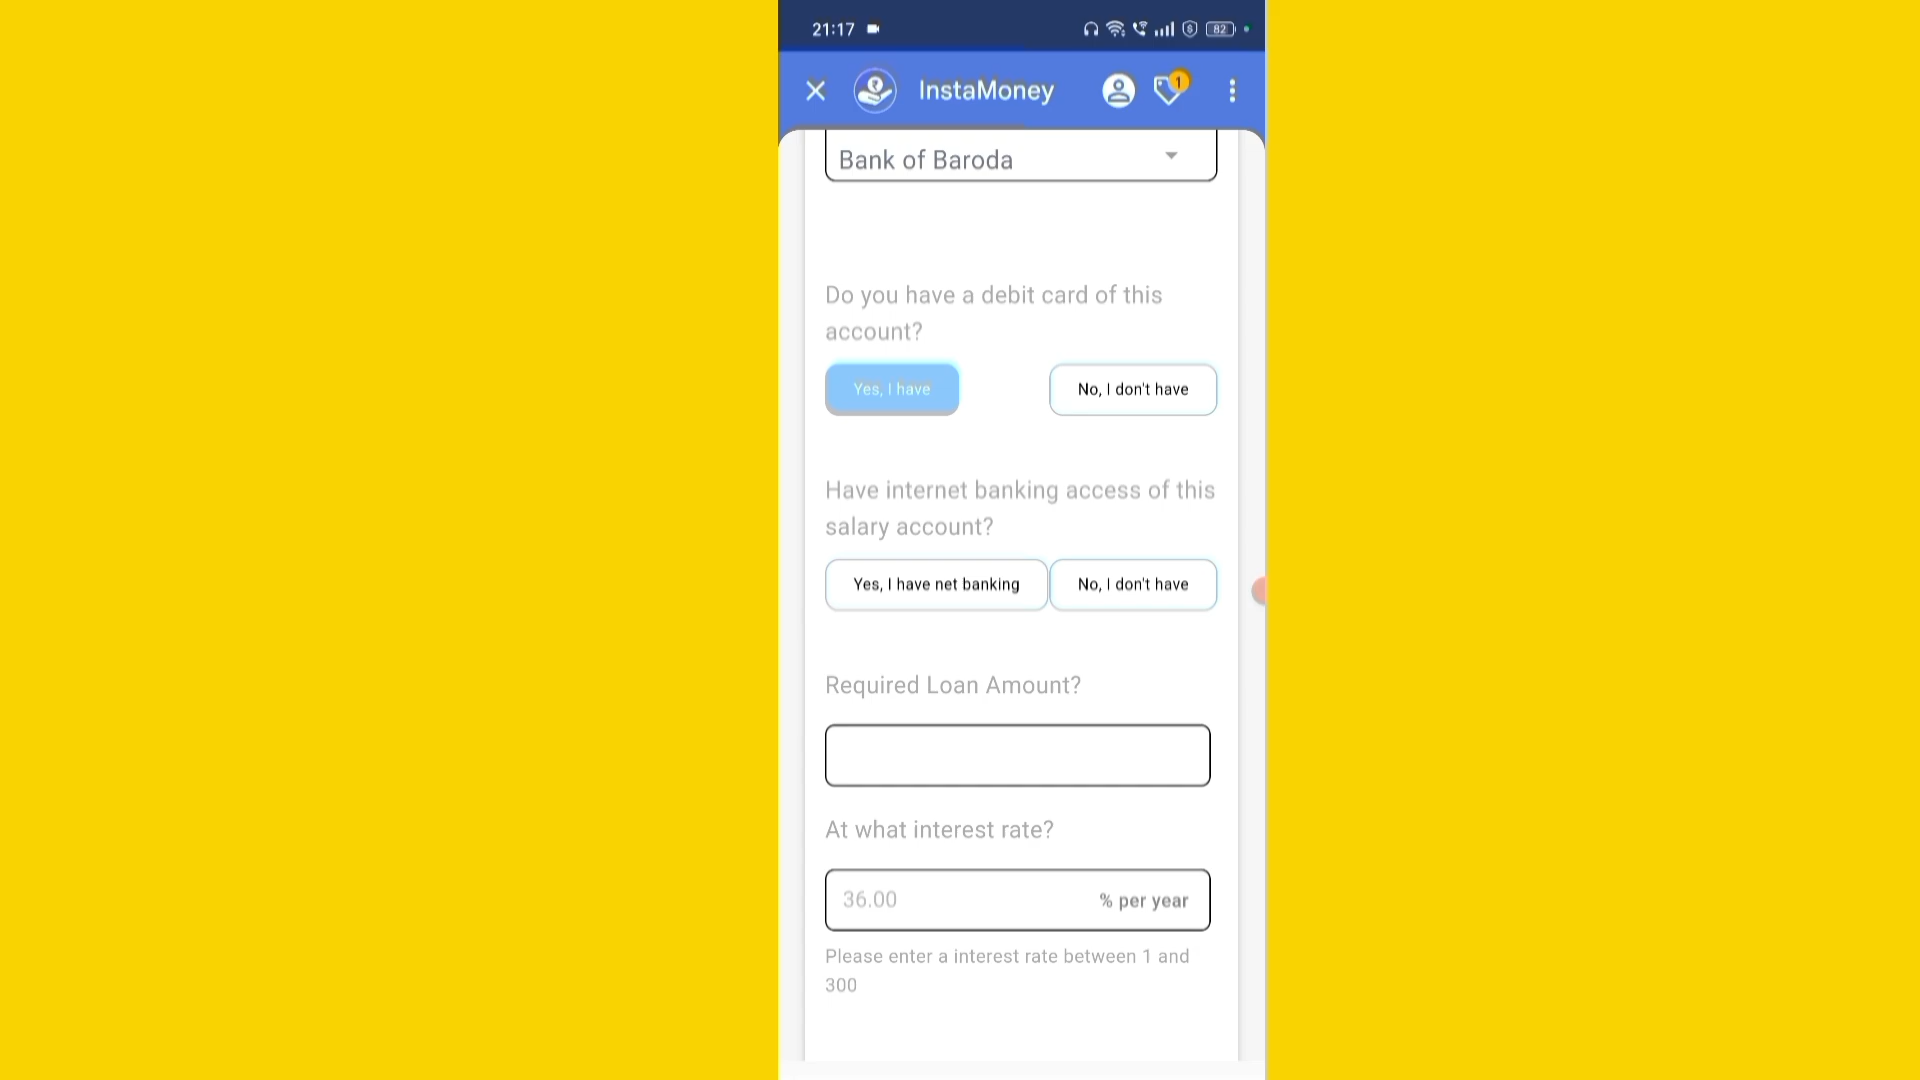 21:17
82
InstaMoney
1
Bank of Baroda
Do you have a debit card of this
account?
Yes, I have
No, I don't have
Have internet banking access of this
salary account?
Yes, I have net banking
No, I don't have
Required Loan Amount?
At what interest rate?
36.00
% per year
Please enter a interest rate between 1 and
300